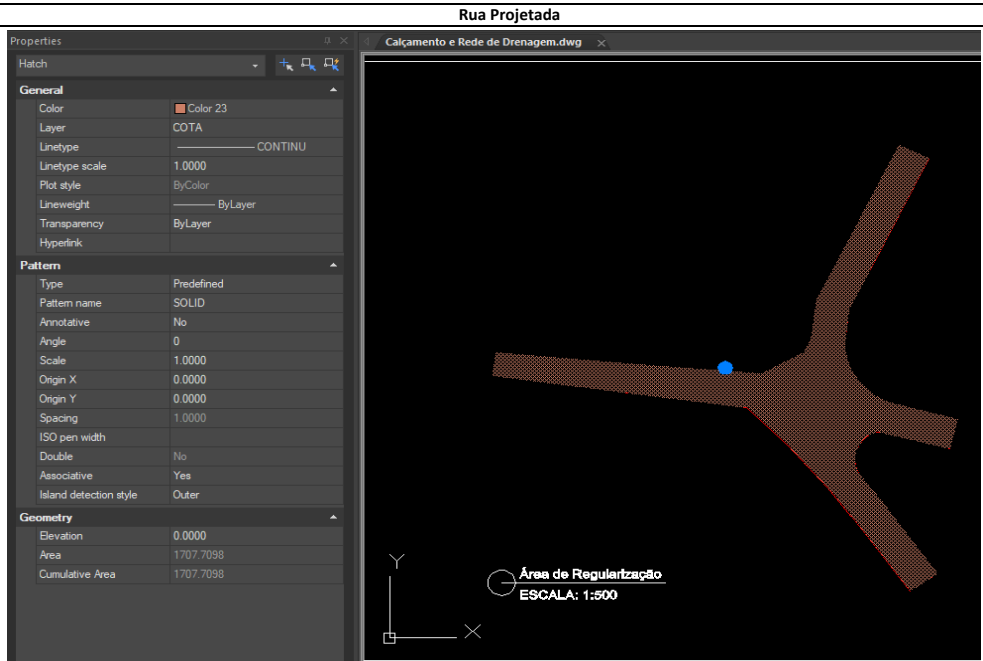 Rua Projetada
Properties
Calçamento e Rede de Drenagem.dwg
Hatch
General
Color Color 23
Layer COTA
Linetype CONTINU
Linetype scale 1.0000
Plot style ByColor
Lineweight ByLayer
Transparency ByLayer
Hyperlink
Pattern
Type Predefined
Pattern name SOLID
Annotative No
Angle 0
Scale 1.0000
Origin X 0.0000
Origin Y 0.0000
Spacing 1.0000
ISO pen width
Double No
Associative Yes
Island detection style Outer
Geometry
Elevation 0.0000
Area 1707.7098
Cumulative Area 1707.7098
Y
X
Área de Regularização
ESCALA: 1:500